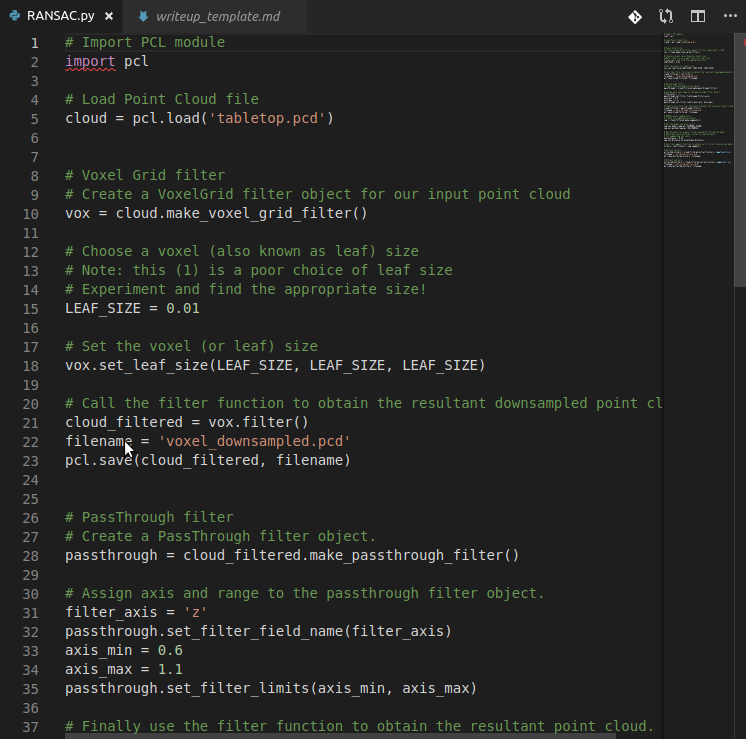 RANSAC.py
writeup_template.md
1 # Import PCL module
2 import pcl
3
4 # Load Point Cloud file
5 cloud = pcl.load('tabletop.pcd')
6
7
8 # Voxel Grid filter
9 # Create a VoxelGrid filter object for our input point cloud
10 vox = cloud.make_voxel_grid_filter()
11
12 # Choose a voxel (also known as leaf) size
13 # Note: this (1) is a poor choice of leaf size
14 # Experiment and find the appropriate size!
15 LEAF_SIZE = 0.01
16
17 # Set the voxel (or leaf) size
18 vox.set_leaf_size(LEAF_SIZE, LEAF_SIZE, LEAF_SIZE)
19
20 # Call the filter function to obtain the resultant downsampled point cl
21 cloud_filtered = vox.filter()
22 filename = 'voxel_downsampled.pcd'
23 pcl.save(cloud_filtered, filename)
24
25
26 # PassThrough filter
27 # Create a PassThrough filter object.
28 passthrough = cloud_filtered.make_passthrough_filter()
29
30 # Assign axis and range to the passthrough filter object.
31 filter_axis = 'z'
32 passthrough.set_filter_field_name(filter_axis)
33 axis_min = 0.6
34 axis_max = 1.1
35 passthrough.set_filter_limits(axis_min, axis_max)
36
37 # Finally use the filter function to obtain the resultant point cloud.